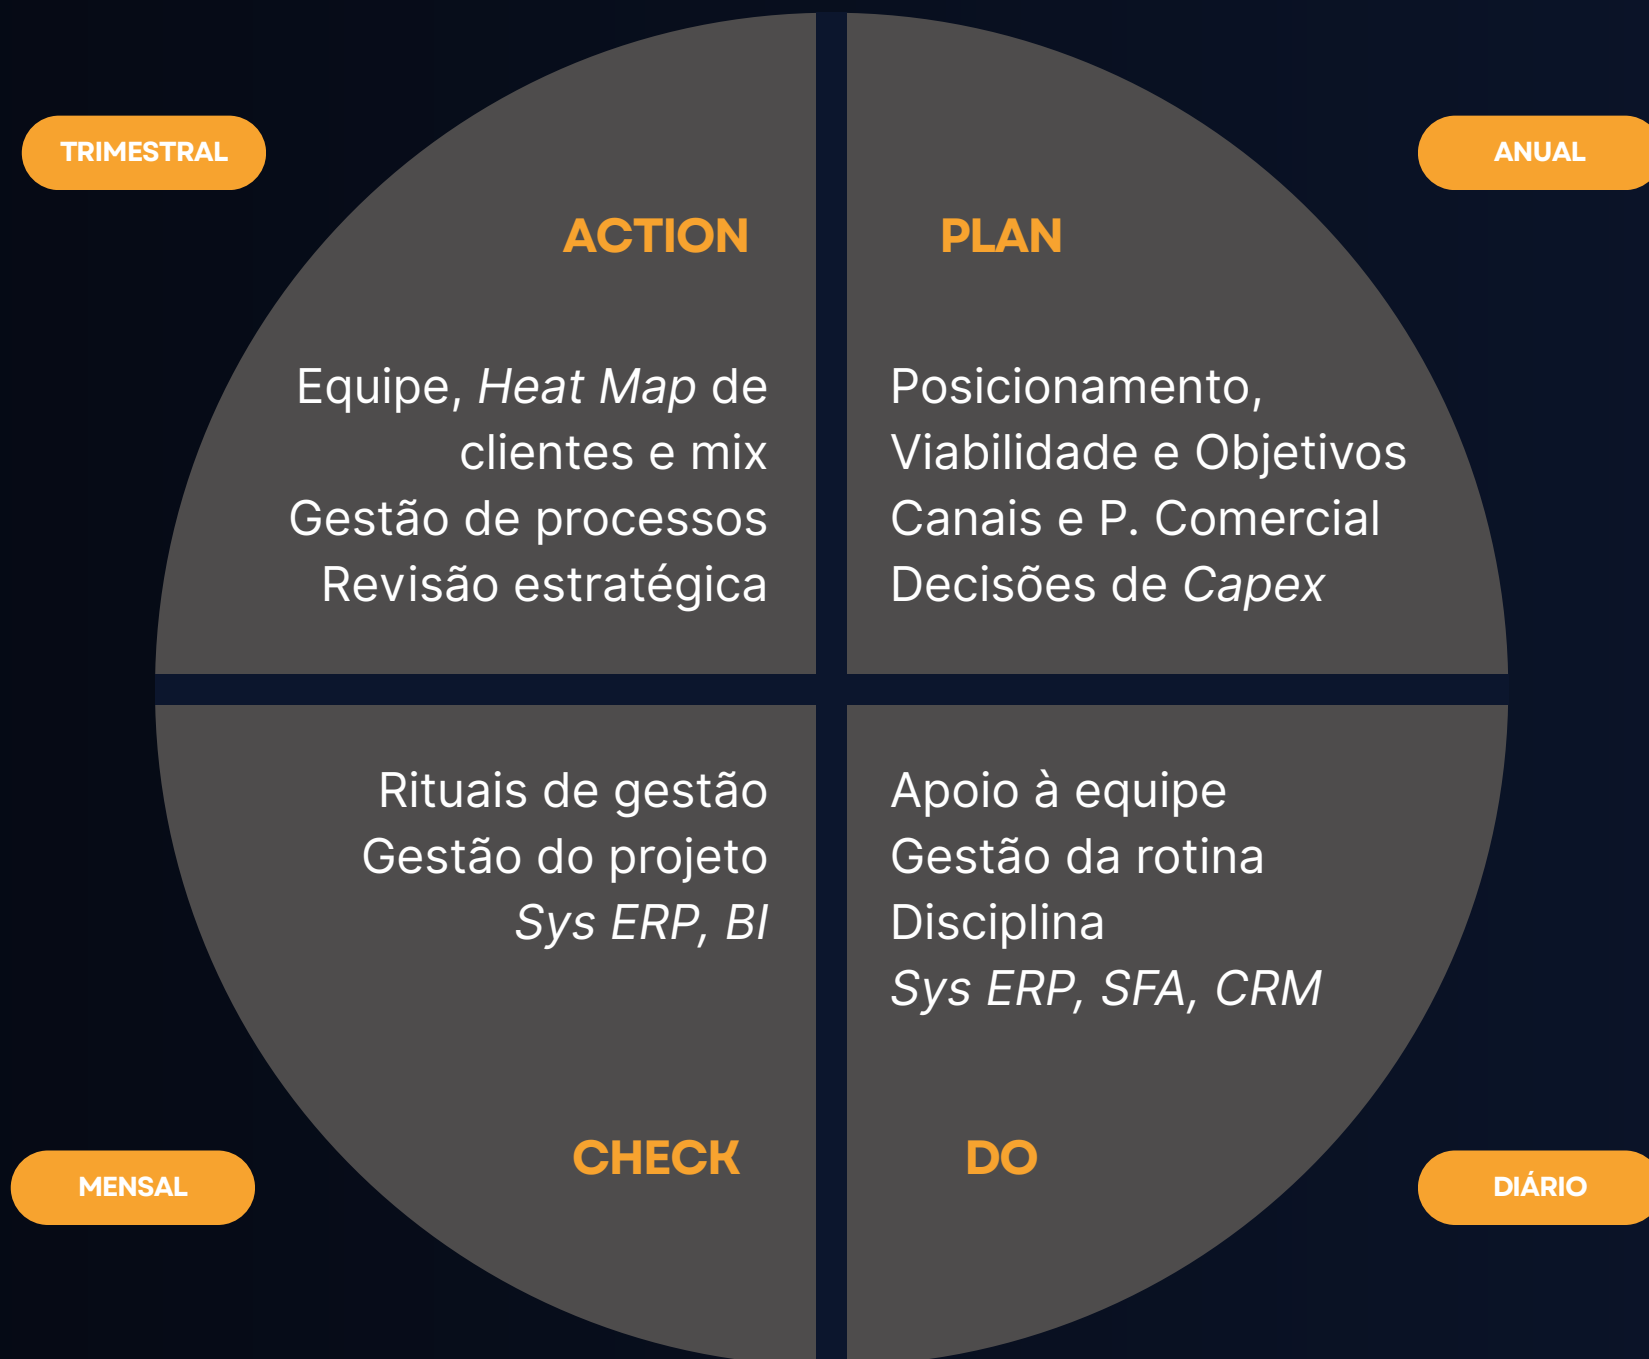 TRIMESTRAL
ANUAL
ACTION
Equipe, Heat Map de
clientes e mix
Gestão de processos
Revisão estratégica
PLAN
Posicionamento,
Viabilidade e Objetivos
Canais e P. Comercial
Decisões de Capex
Rituais de gestão
Gestão do projeto
Sys ERP, BI
CHECK
Apoio à equipe
Gestão da rotina
Disciplina
Sys ERP, SFA, CRM
DO
MENSAL
DIÁRIO